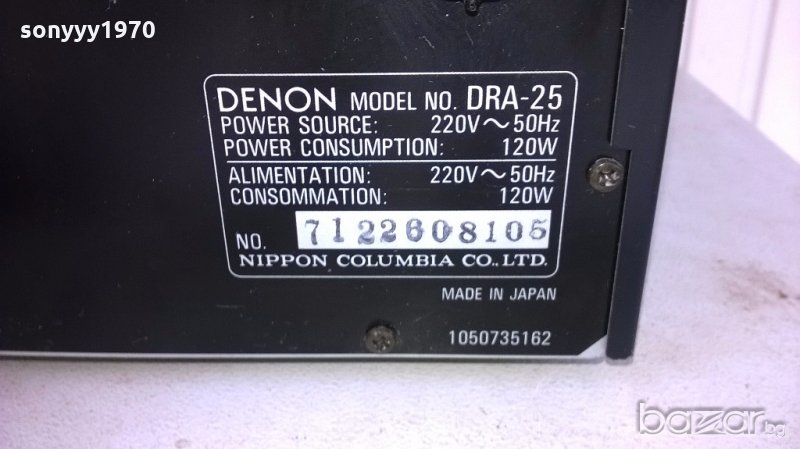 sonyyy1970
DENON MODEL NO. DRA-25
POWER SOURCE: 220V～50Hz
POWER CONSUMPTION: 120W
ALIMENTATION: 220V～50Hz
CONSOMMATION: 120W
NO. 7122608105
NIPPON COLUMBIA CO., LTD.
MADE IN JAPAN
1050735162
bazar.bg